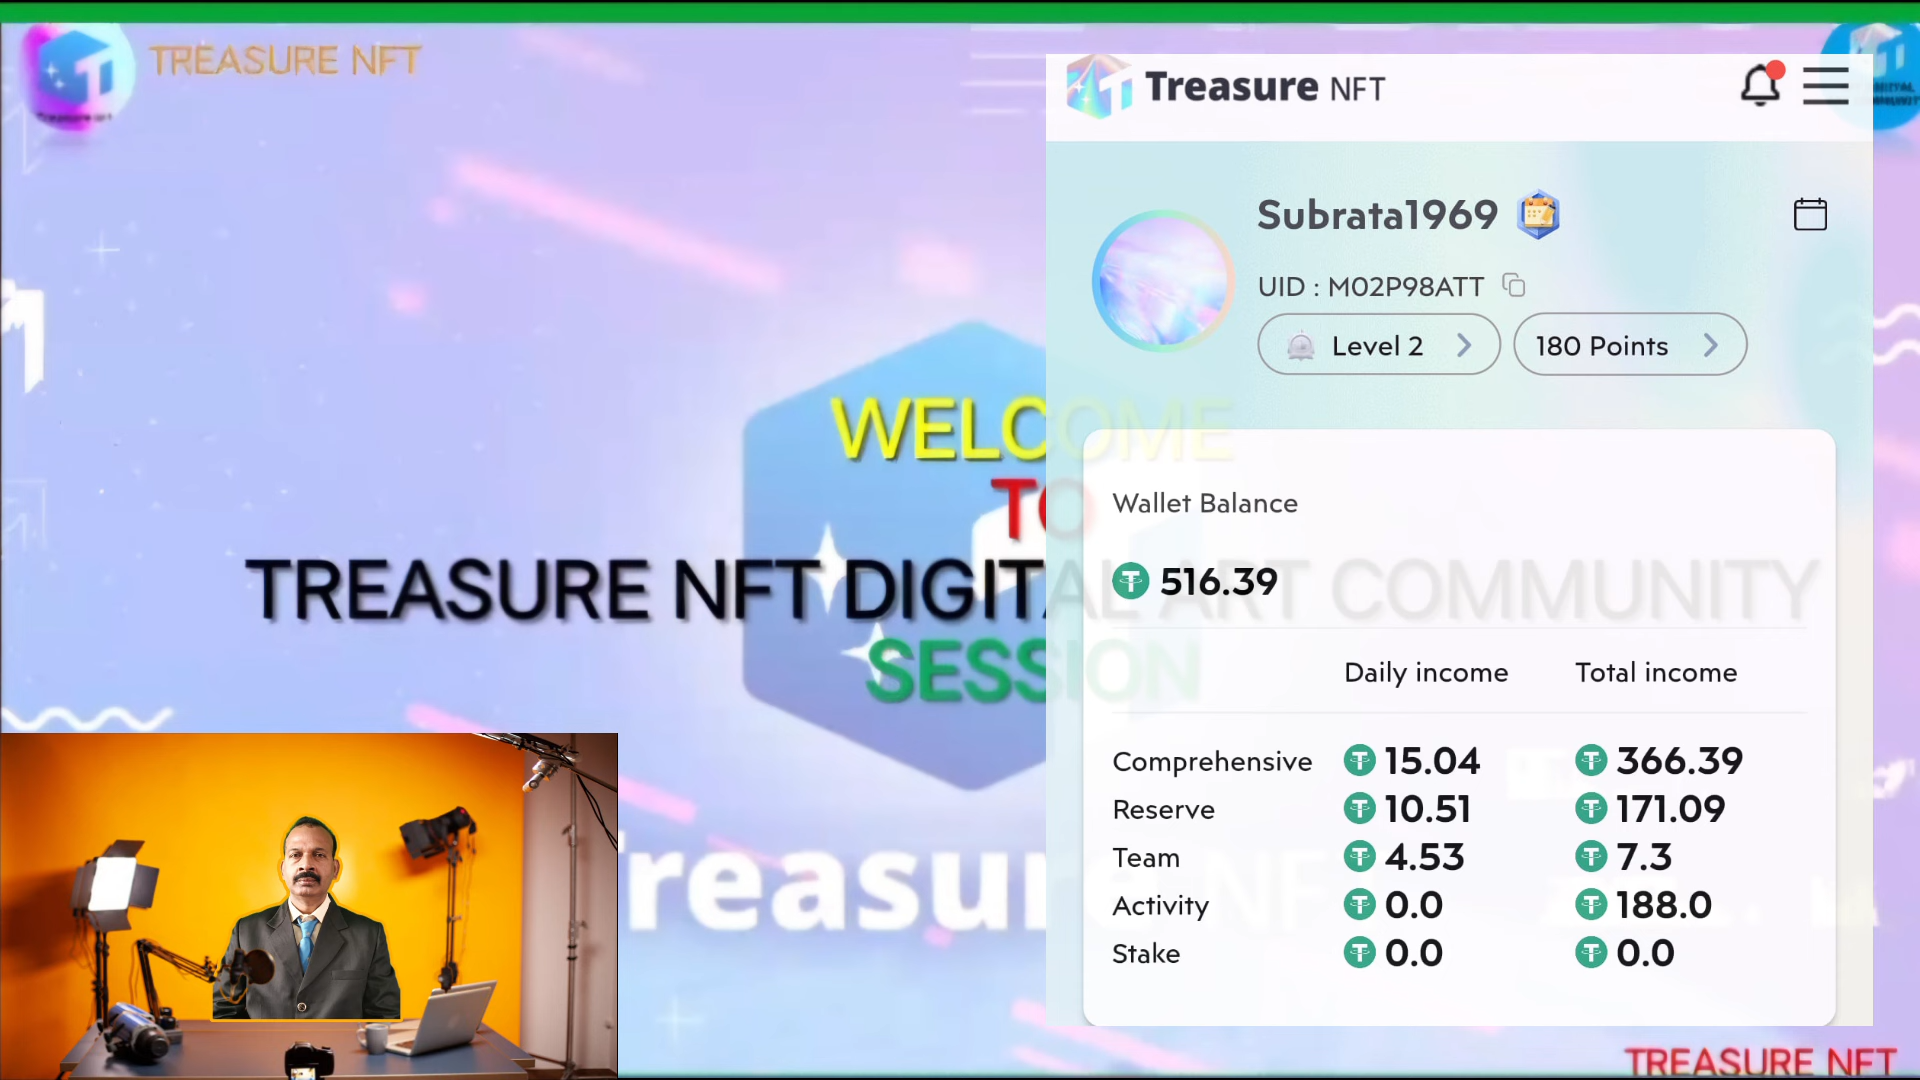 TREASURE NFT
Treasure NFT
Subrata1969
UID : M02P98ATT
Level 2
180 Points
WELCOME
TO
TREASURE NFT DIGITAL ART COMMUNITY
SESSION
Wallet Balance
516.39
Daily income Total income
Comprehensive 15.04 366.39
Reserve 10.51 171.09
Team 4.53 7.3
Activity 0.0 188.0
Stake 0.0 0.0
Treasure NFT
TREASURE NFT